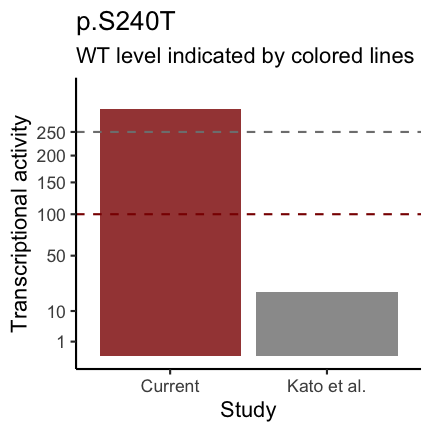 p.S240T
WT level indicated by colored lines
Transcriptional activity
250
200
150
100
50
10
1
Current
Kato et al.
Study